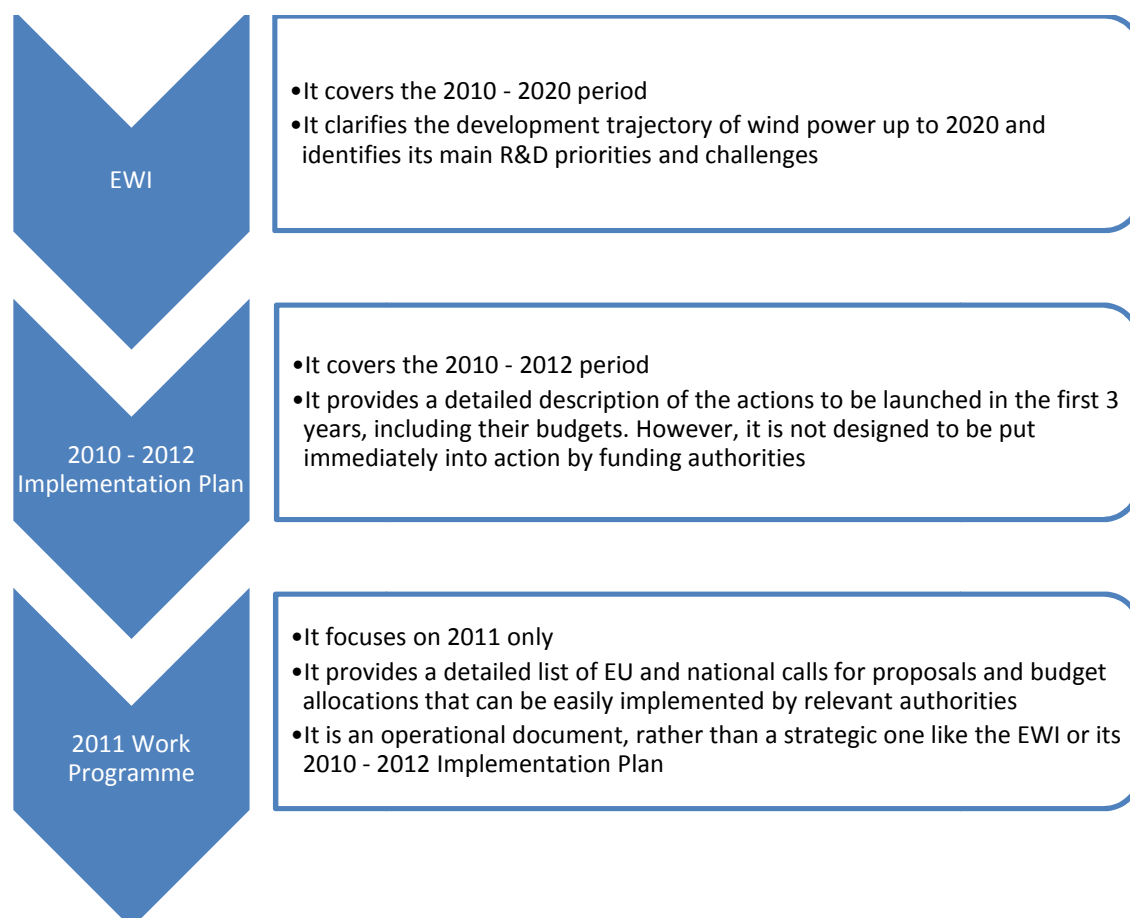 EWI
•It covers the 2010 - 2020 period
•It clarifies the development trajectory of wind power up to 2020 and
identifies its main R&D priorities and challenges
2010 - 2012
Implementation Plan
•It covers the 2010 - 2012 period
•It provides a detailed description of the actions to be launched in the first 3
years, including their budgets. However, it is not designed to be put
immediately into action by funding authorities
2011 Work
Programme
•It focuses on 2011 only
•It provides a detailed list of EU and national calls for proposals and budget
allocations that can be easily implemented by relevant authorities
•It is an operational document, rather than a strategic one like the EWI or its
2010 - 2012 Implementation Plan